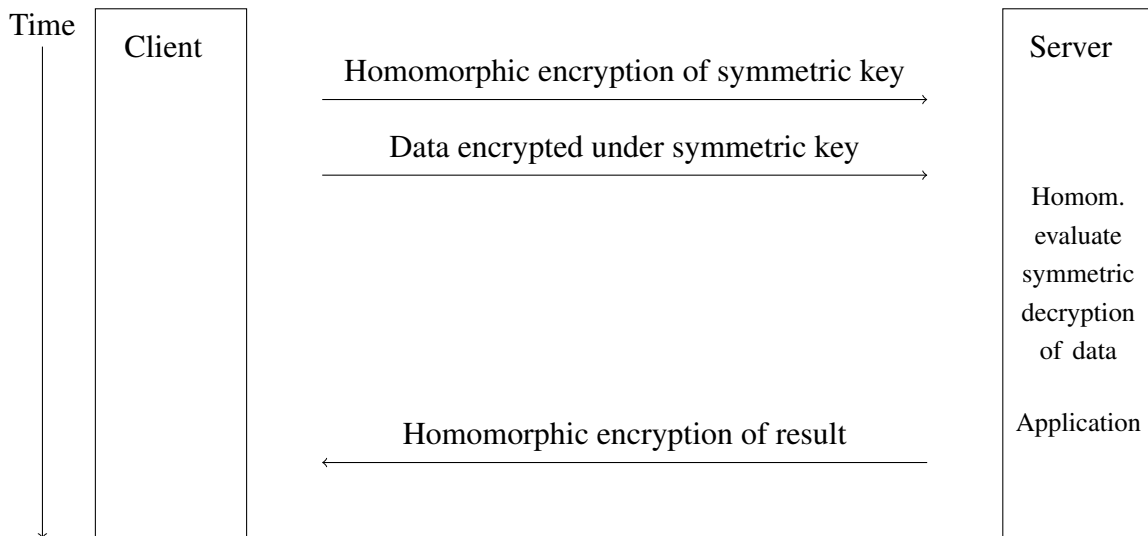 Time
Client
Server
Homomorphic encryption of symmetric key
Data encrypted under symmetric key
Homom.
evaluate
symmetric
decryption
of data
Application
Homomorphic encryption of result